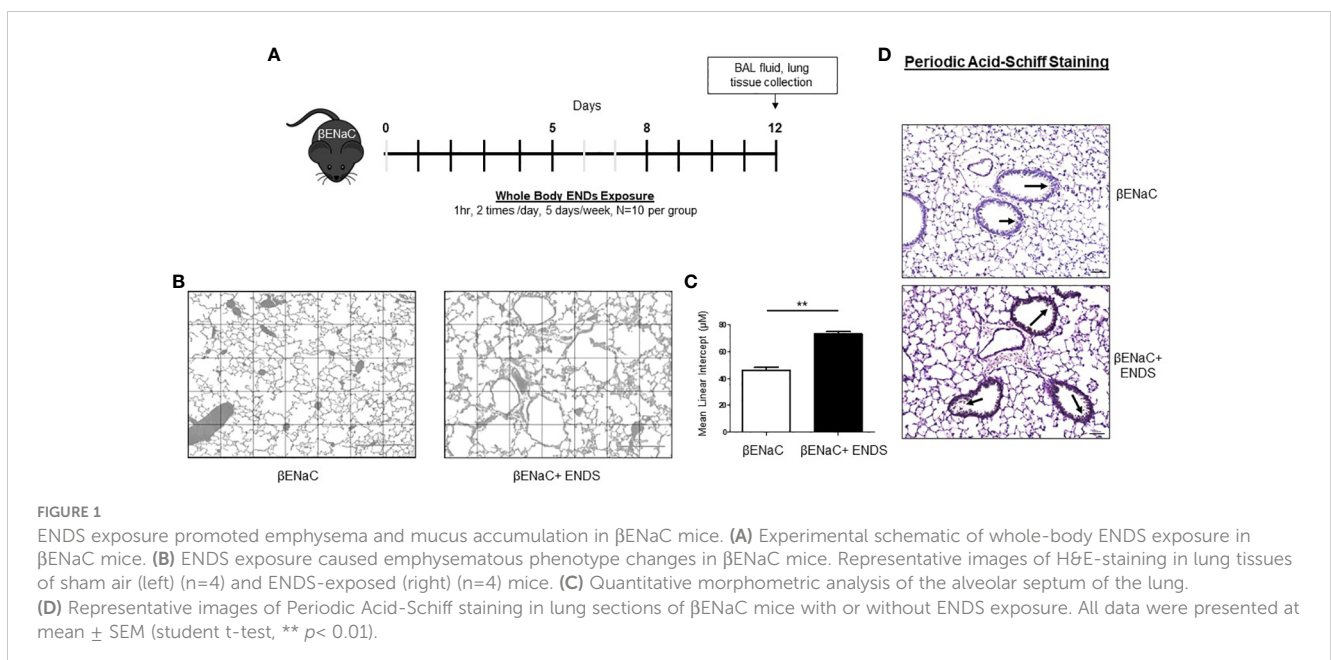 A
βENaC
Days
0
5
8
12
BAL fluid, lung
tissue collection
Whole Body ENDs Exposure
1hr, 2 times /day, 5 days/week, N=10 per group
B
βENaC
βENaC+ ENDS
C
**
Mean Linear Intercept (µM)
80
60
40
20
0
βENaC
βENaC+ ENDS
D
Periodic Acid-Schiff Staining
βENaC
βENaC+
ENDS
FIGURE 1
ENDS exposure promoted emphysema and mucus accumulation in βENaC mice. (A) Experimental schematic of whole-body ENDS exposure in
βENaC mice. (B) ENDS exposure caused emphysematous phenotype changes in βENaC mice. Representative images of H&E-staining in lung tissues
of sham air (left) (n=4) and ENDS-exposed (right) (n=4) mice. (C) Quantitative morphometric analysis of the alveolar septum of the lung.
(D) Representative images of Periodic Acid-Schiff staining in lung sections of βENaC mice with or without ENDS exposure. All data were presented at
mean ± SEM (student t-test, ** p< 0.01).